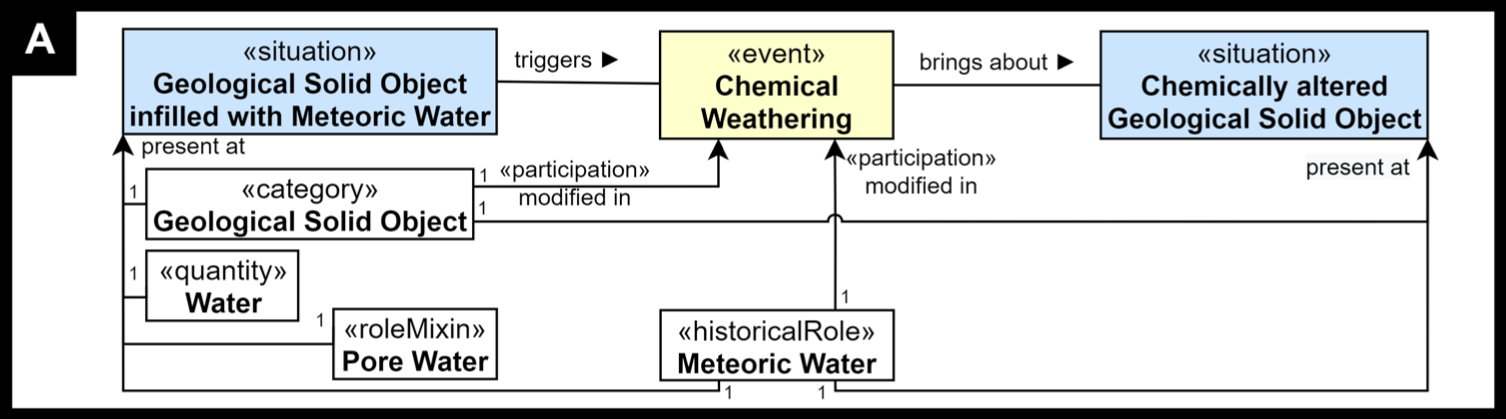 A
«situation»
Geological Solid Object
infilled with Meteoric Water
triggers ►
«event»
Chemical
Weathering
brings about ►
«situation»
Chemically altered
Geological Solid Object
present at
1
«category»
Geological Solid Object
1
«participation»
modified in
1
«participation»
modified in
present at
1
«quantity»
Water
1
«roleMixin»
Pore Water
1
«historicalRole»
Meteoric Water
1
1